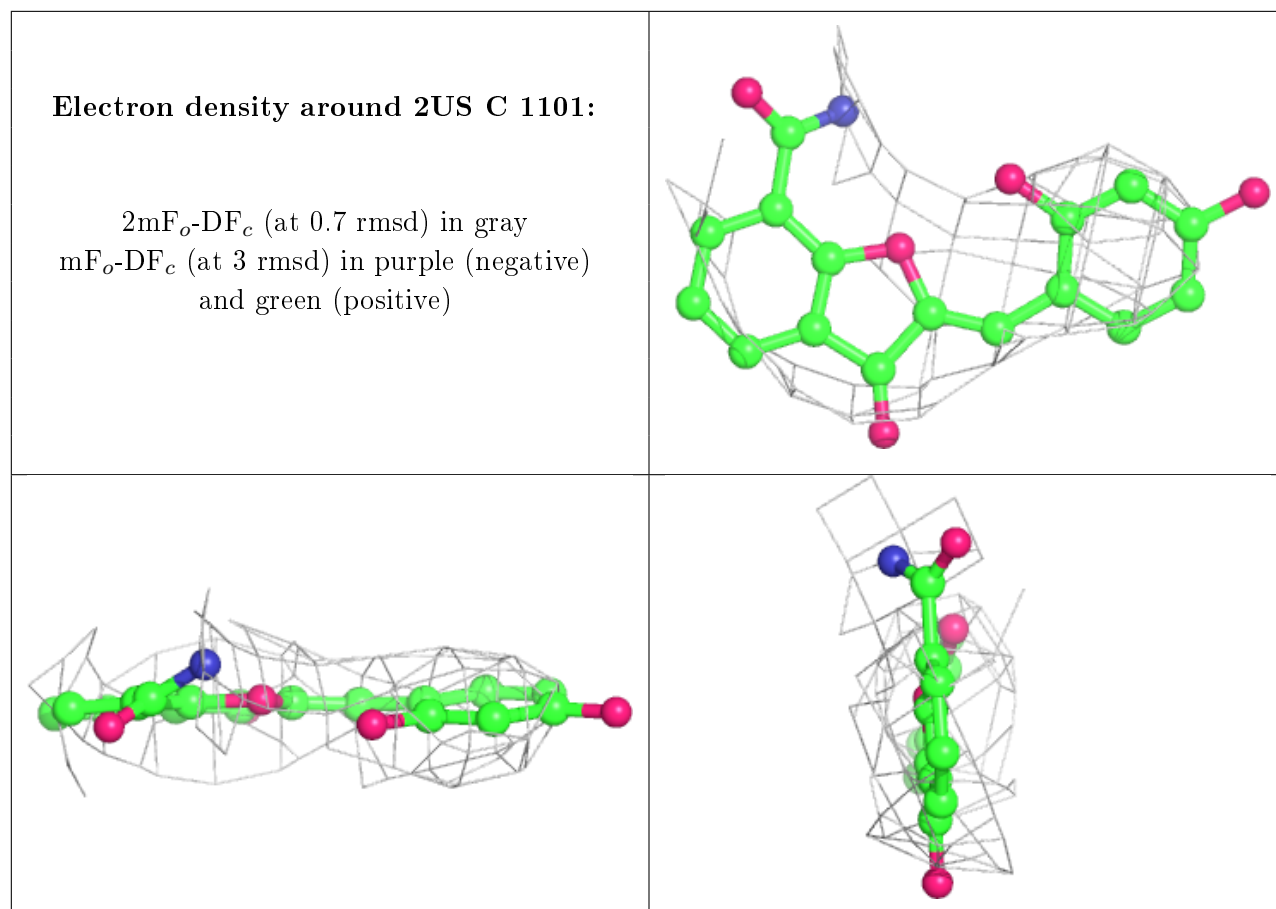 Electron density around 2US C 1101:
2mFo-DFc (at 0.7 rmsd) in gray
mFo-DFc (at 3 rmsd) in purple (negative)
and green (positive)